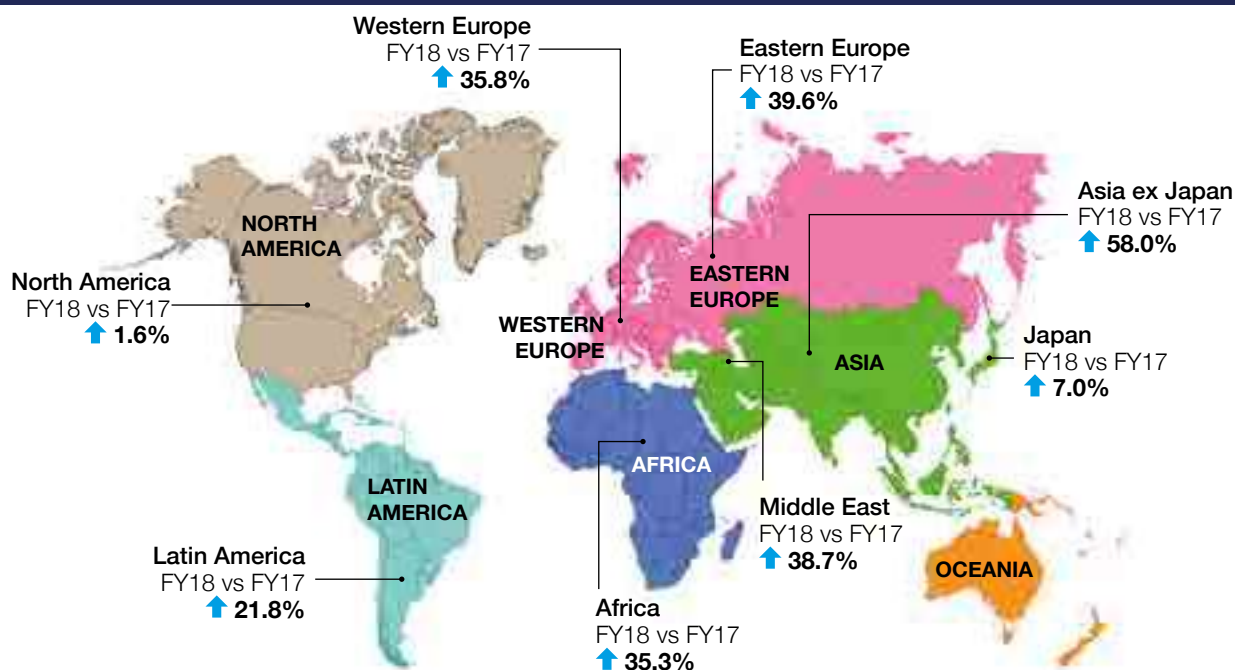 Western Europe
FY18 vs FY17
35.8%
Eastern Europe
FY18 vs FY17
39.6%
Asia ex Japan
FY18 vs FY17
58.0%
NORTH
AMERICA
North America
FY18 vs FY17
1.6%
EASTERN
EUROPE
WESTERN
EUROPE
ASIA
Japan
FY18 vs FY17
7.0%
AFRICA
LATIN
AMERICA
Middle East
FY18 vs FY17
38.7%
OCEANIA
Latin America
FY18 vs FY17
21.8%
Africa
FY18 vs FY17
35.3%